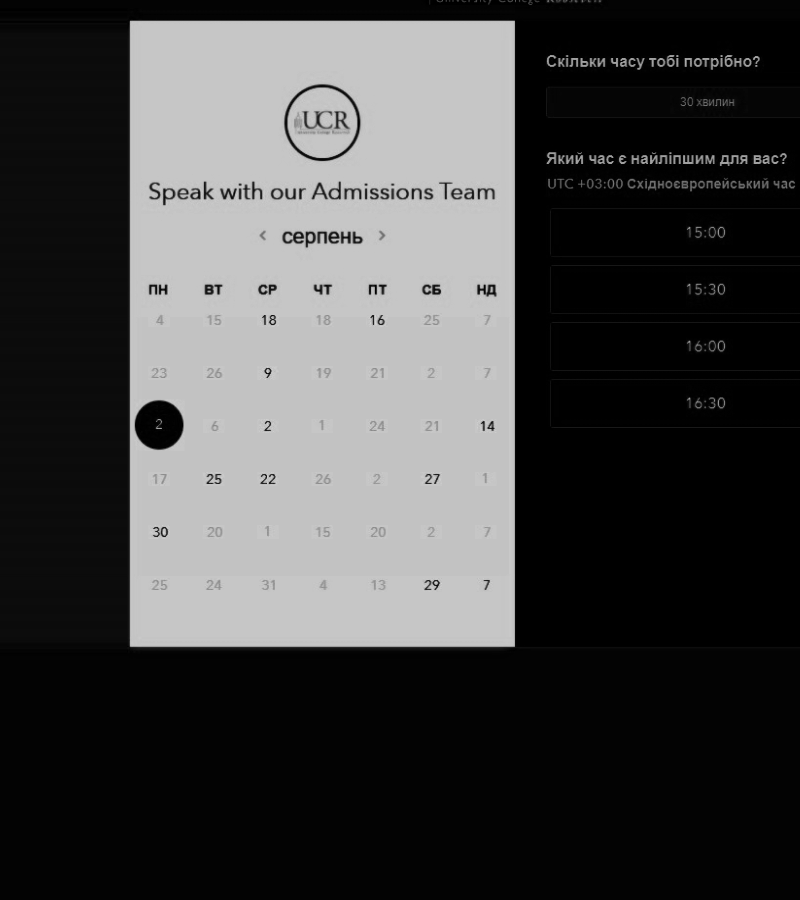 University College
UCR
Speak with our Admissions Team
< серпень >
ПН ВТ СР ЧТ ПТ СБ НД
4 15 18 18 16 25 7
23 26 9 19 21 2 7
2 6 2 1 24 21 14
17 25 22 26 2 27 1
30 20 1 15 20 2 7
25 24 31 4 13 29 7
Скільки часу тобі потрібно?
30 хвилин
Який час є найліпшим для вас?
UTC +03:00 Східноєвропейський час
15:00
15:30
16:00
16:30